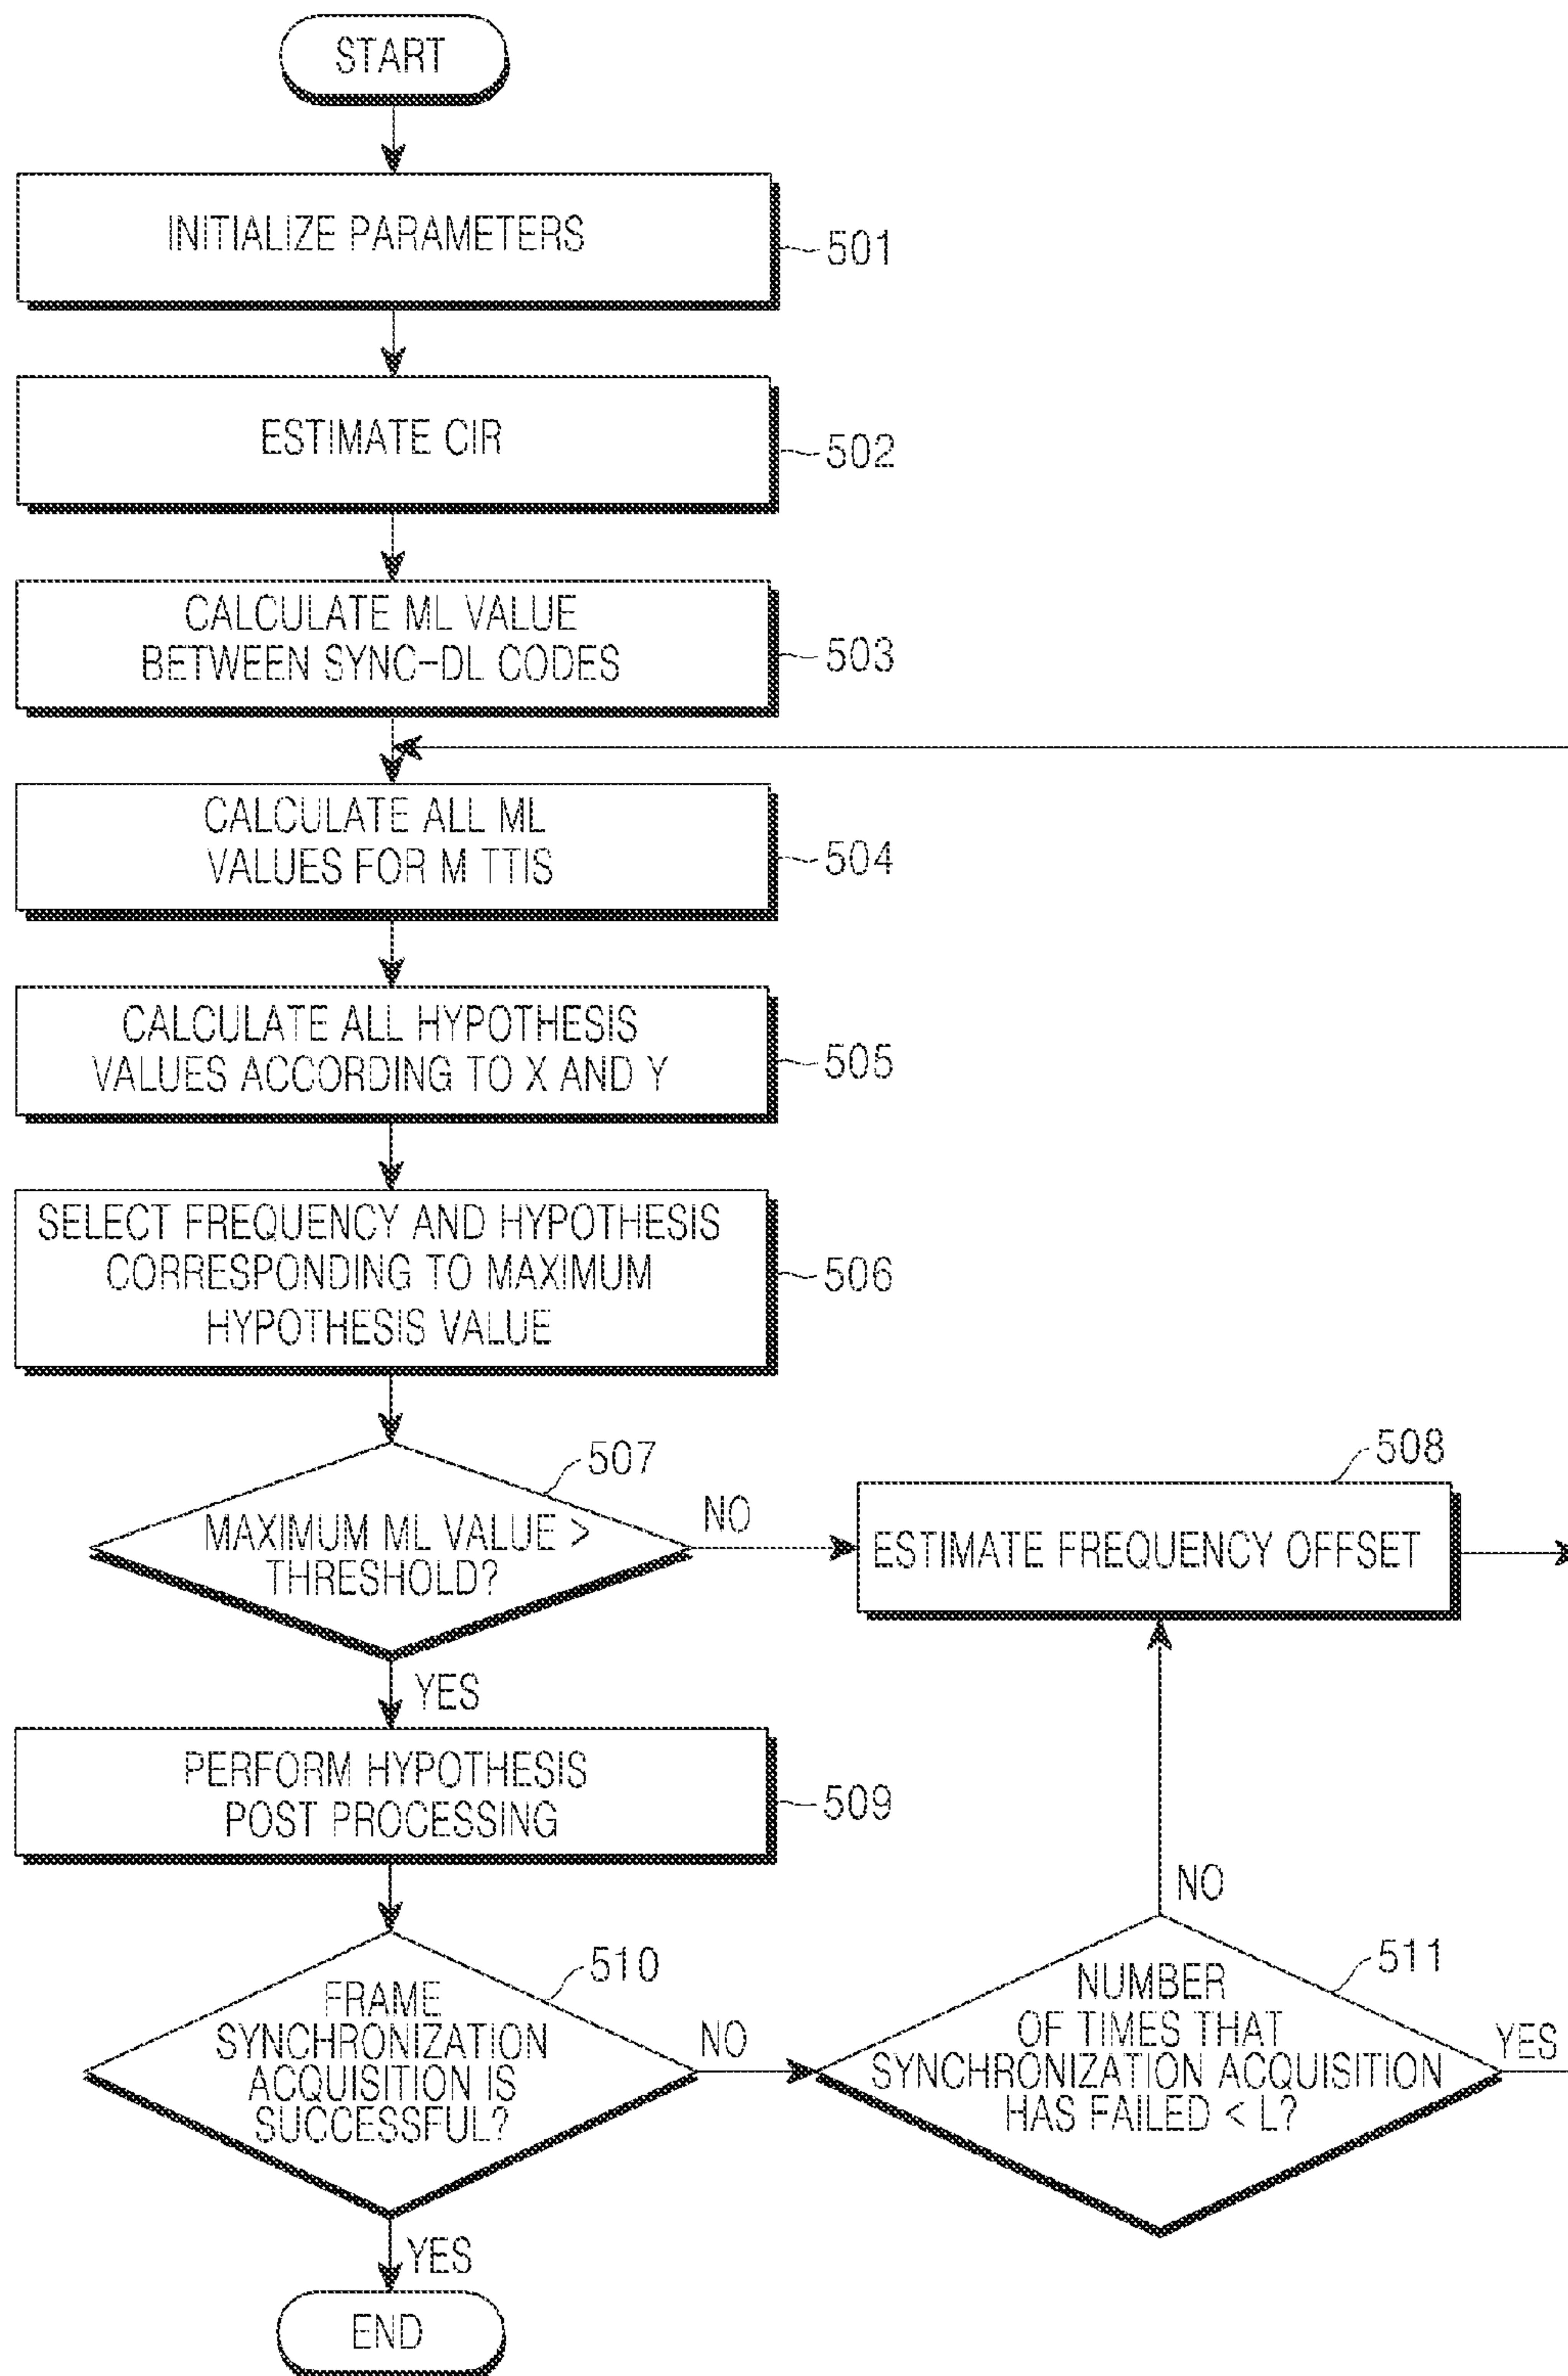 START
INITIALIZE PARAMETERS
501
ESTIMATE CIR
502
CALCULATE ML VALUE
BETWEEN SYNC-DL CODES
503
CALCULATE ALL ML
VALUES FOR M TTIS
504
CALCULATE ALL HYPOTHESIS
VALUES ACCORDING TO X AND Y
505
SELECT FREQUENCY AND HYPOTHESIS
CORRESPONDING TO MAXIMUM
HYPOTHESIS VALUE
506
507
MAXIMUM ML VALUE >
THRESHOLD?
NO
508
ESTIMATE FREQUENCY OFFSET
YES
PERFORM HYPOTHESIS
POST PROCESSING
509
NO
510
FRAME
SYNCHRONIZATION
ACQUISITION IS
SUCCESSFUL?
NO
511
NUMBER
OF TIMES THAT
SYNCHRONIZATION ACQUISITION
HAS FAILED < L?
YES
YES
END